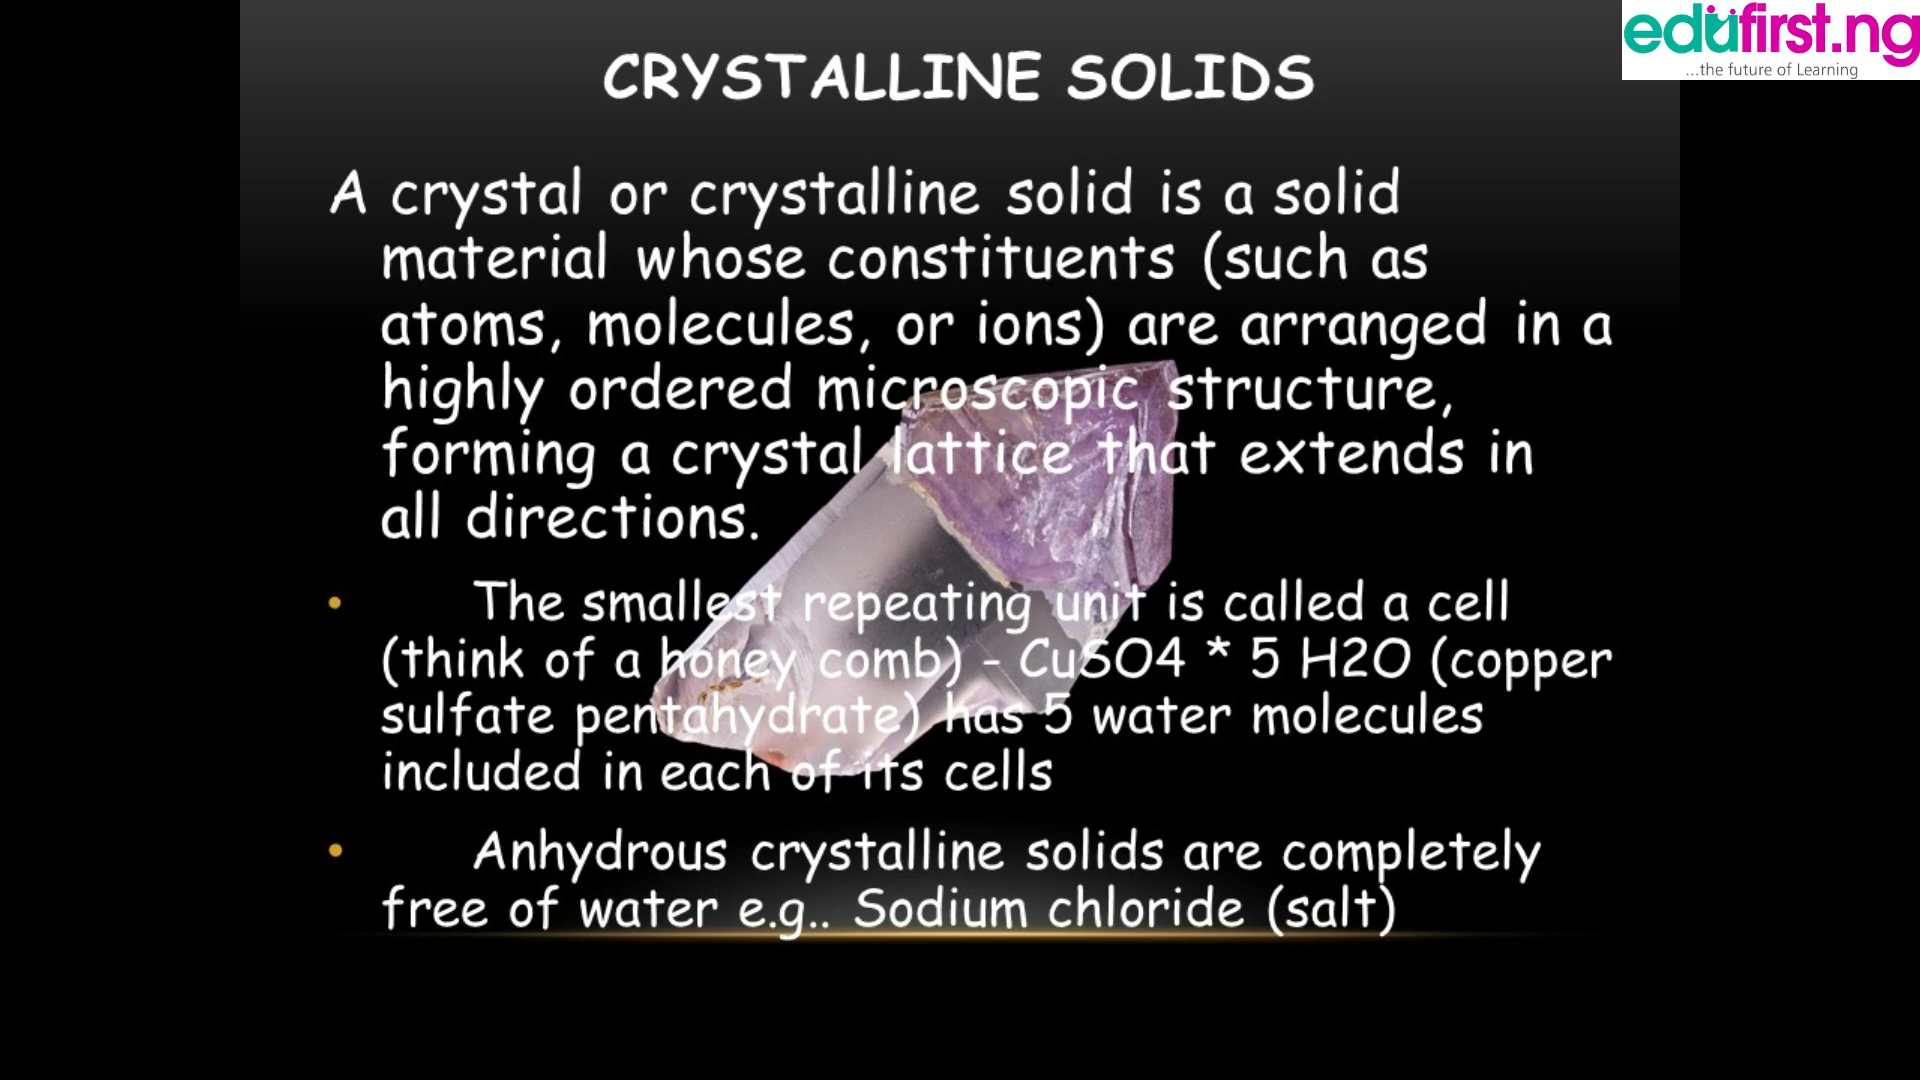 edufirst.ng
...the future of Learning
CRYSTALLINE SOLIDS
A crystal or crystalline solid is a solid
material whose constituents (such as
atoms, molecules, or ions) are arranged in a
highly ordered microscopic structure,
forming a crystal lattice that extends in
all directions.
• The smallest repeating unit is called a cell
(think of a honey comb) - CuSO4 * 5 H2O (copper
sulfate pentahydrate) has 5 water molecules
included in each of its cells
• Anhydrous crystalline solids are completely
free of water e.g.. Sodium chloride (salt)